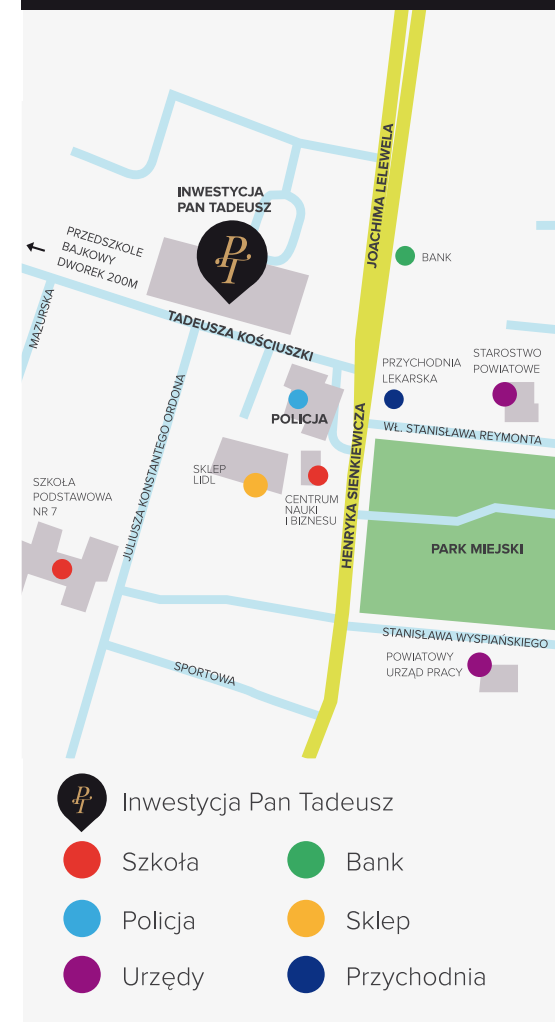 JOACHIMA LELEWELA
INWESTYCJA
PAN TADEUSZ
PT
PRZEDSZKOLE
BAJKOWY
DWOREK 200M
BANK
MAZURSKA
TADEUSZA KOŚCIUSZKI
PRZYCHODNIA
LEKARSKA
STAROSTWO
POWIATOWE
POLICJA
WŁ. STANISŁAWA REYMONTA
JULIUSZA KONSTANTEGO ORDONA
HENRYKA SIENKIEWICZA
SKLEP
LIDL
SZKOŁA
PODSTAWOWA
NR 7
CENTRUM
NAUKI
I BIZNESU
PARK MIEJSKI
STANISŁAWA WYSPIAŃSKIEGO
POWIATOWY
URZĄD PRACY
SPORTOWA
PT
Inwestycja Pan Tadeusz
Szkoła
Bank
Policja
Sklep
Urzędy
Przychodnia